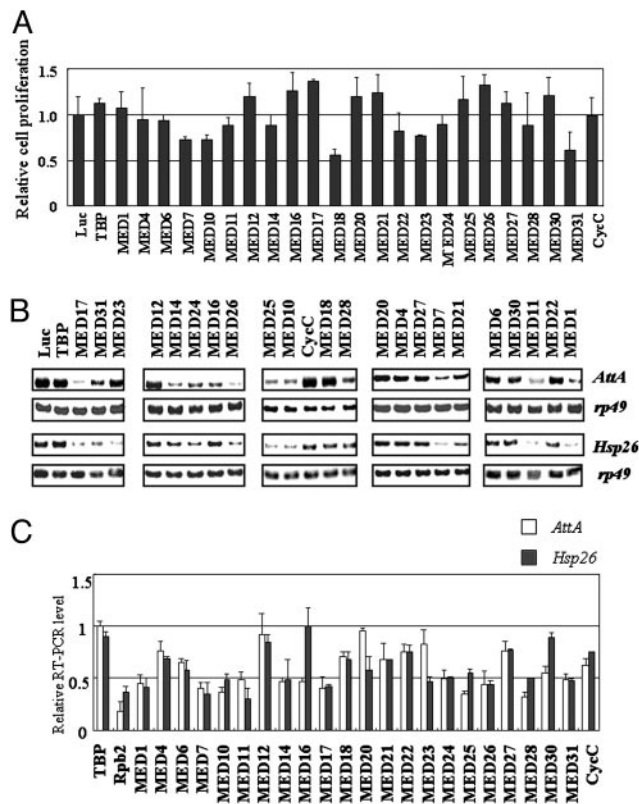 A
Relative cell proliferation
1.5
1.0
0.5
0
Luc
TBP
MED1
MED4
MED6
MED7
MED10
MED11
MED12
MED14
MED16
MED17
MED18
MED20
MED21
MED22
MED23
M`ED24
MED25
MED26
MED27
MED28
MED30
MED31
CycC
B
Luc
TBP
MED17
MED31
MED23
MED12
MED14
MED24
MED16
MED26
MED25
MED10
CycC
MED18
MED28
MED20
MED4
MED27
MED7
MED21
MED6
MED30
MED11
MED22
MED1
AttA
rp49
Hsp26
rp49
C
AttA
Hsp26
Relative RT-PCR level
1.5
1
0.5
0
TBP
Rpb2
MED1
MED4
MED6
MED7
MED10
MED11
MED12
MED14
MED16
MED17
MED18
MED20
MED21
MED22
MED23
MED24
MED25
MED26
MED27
MED28
MED30
MED31
CycC